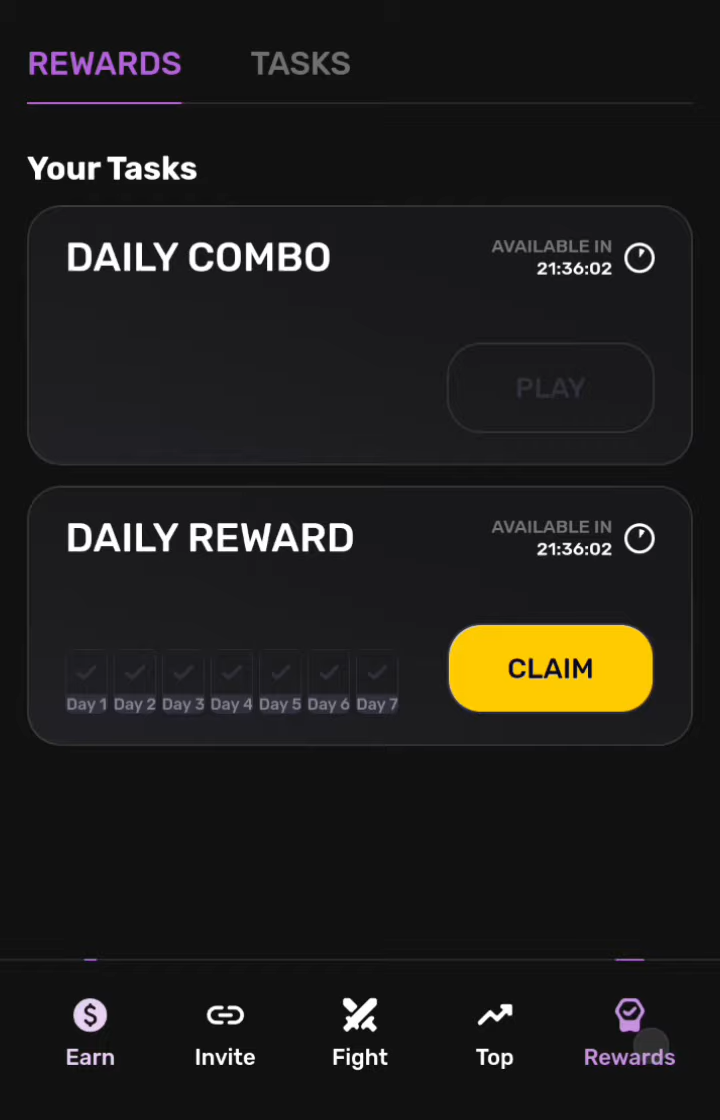 REWARDS TASKS
Your Tasks
DAILY COMBO
AVAILABLE IN
21:36:02
PLAY
DAILY REWARD
AVAILABLE IN
21:36:02
CLAIM
Day 1 Day 2 Day 3 Day 4 Day 5 Day 6 Day 7
Earn Invite Fight Top Rewards